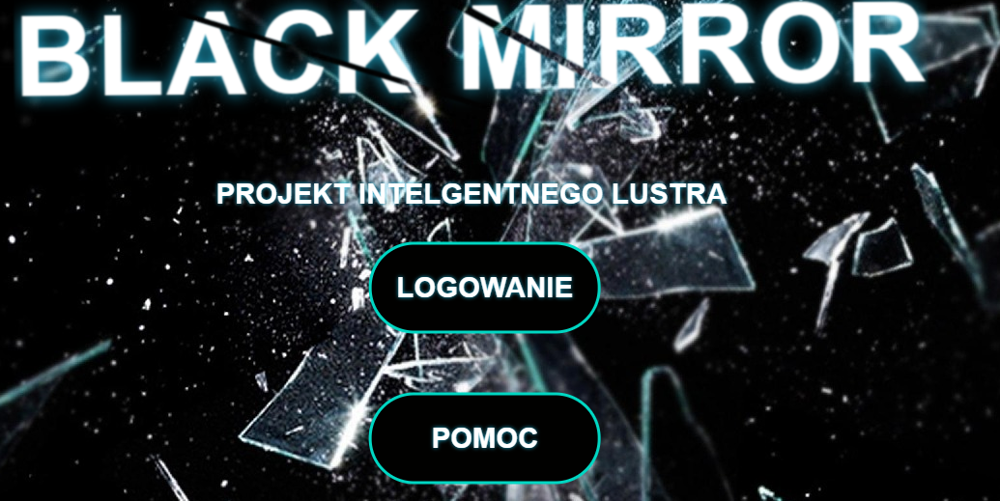 BLACK MIRROR
PROJEKT INTELGENTNEGO LUSTRA
LOGOWANIE
POMOC